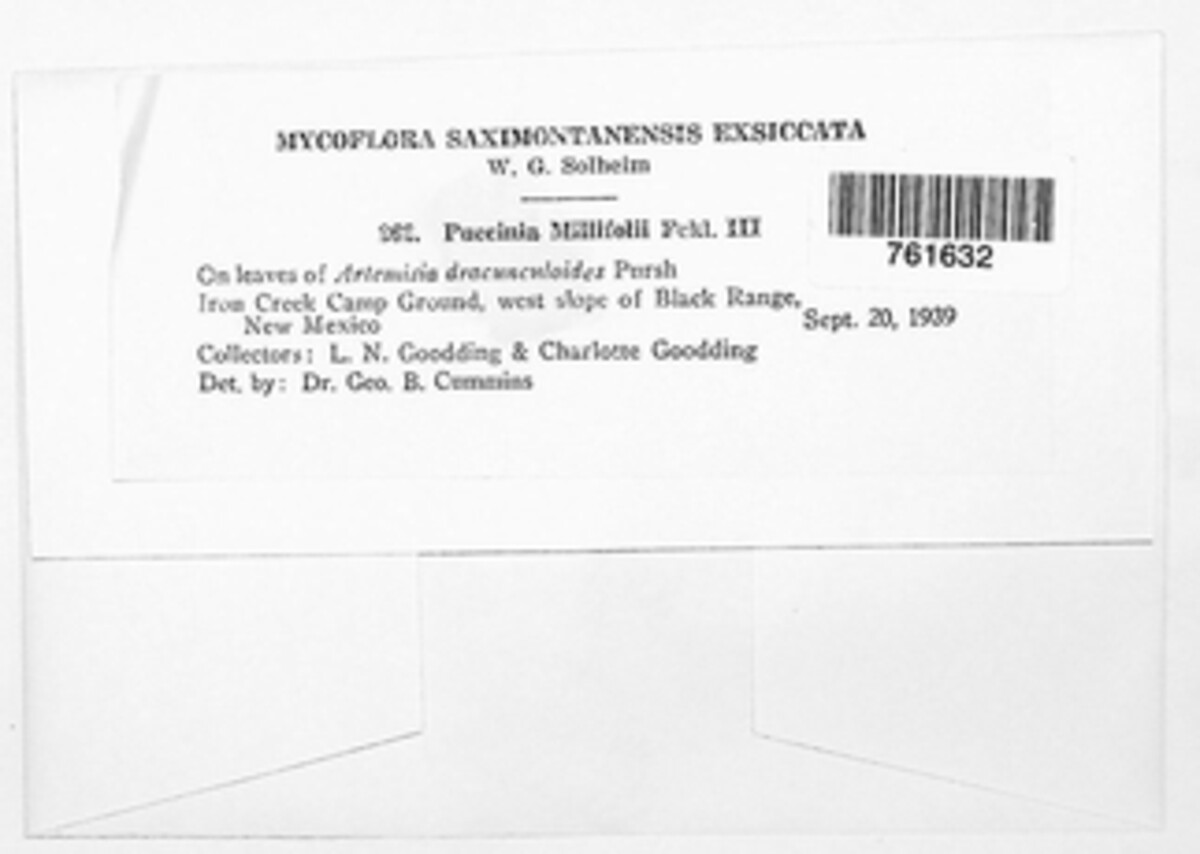 MYCOFLORA SAXIMONTANENSIS EXSICCATA
W. G. Solheim
262. Puccinia Millifolii Fckl. III
On leaves of Artemisia dracunculoides Pursh
Iron Creek Camp Ground, west slope of Black Range,
New Mexico
Sept. 20, 1939
Collectors: L. N. Goodding & Charlotte Goodding
Det. by: Dr. Geo. B. Cummins
761632